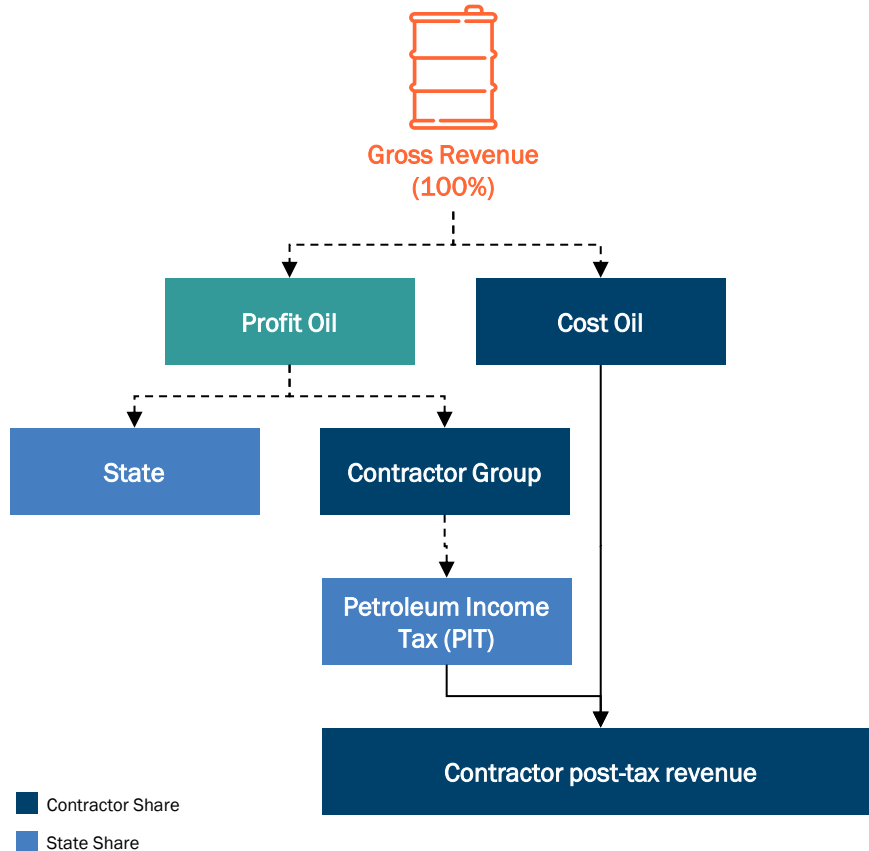 Gross Revenue
(100%)
Profit Oil
Cost Oil
State
Contractor Group
Petroleum Income
Tax (PIT)
Contractor post-tax revenue
Contractor Share
State Share